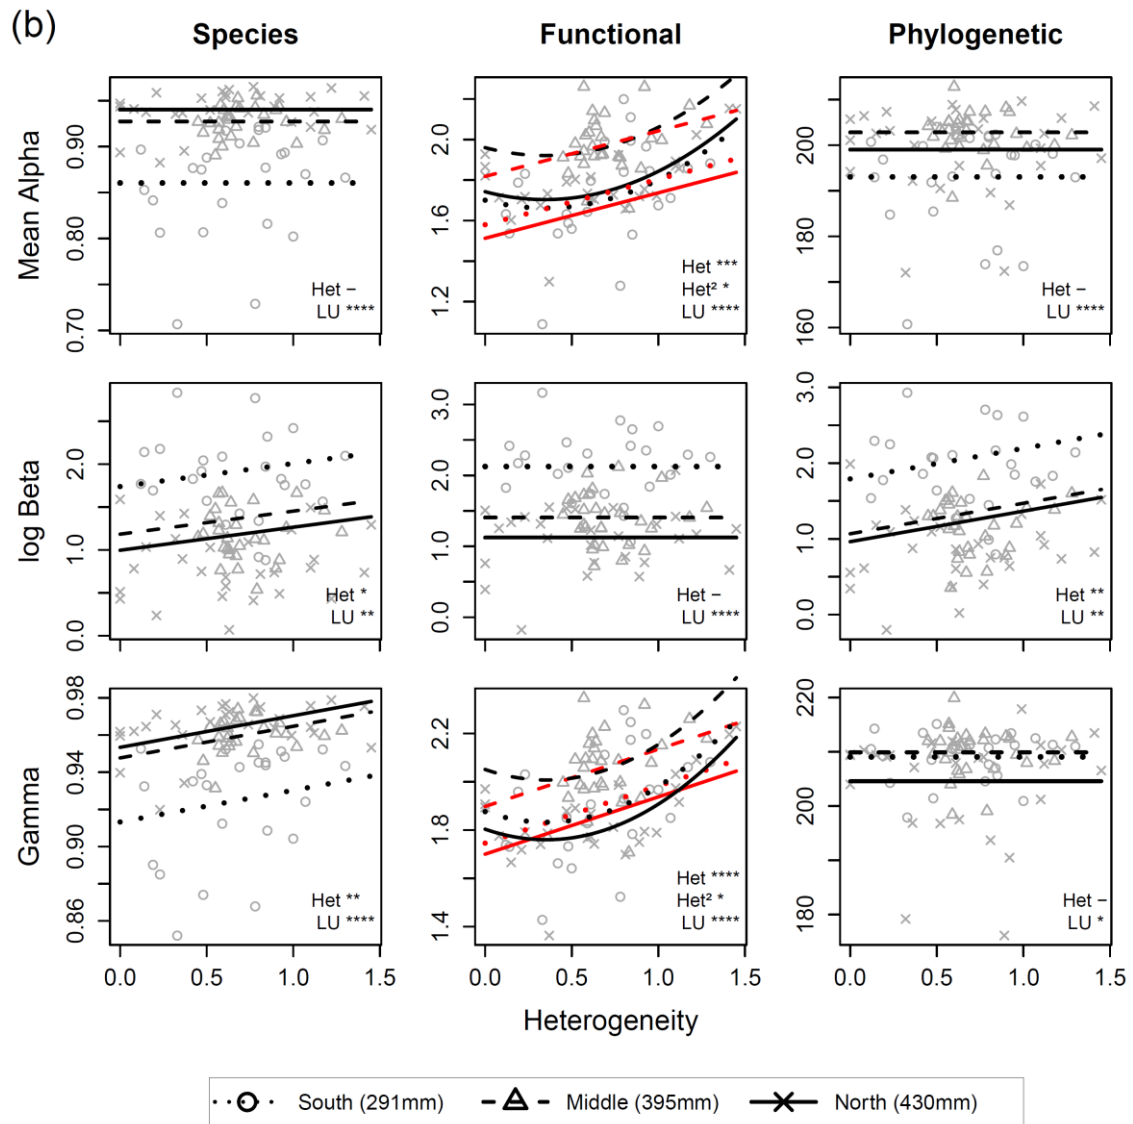 (b)
Species
Functional
Phylogenetic
Mean Alpha
0.90
0.80
0.70
Het –
LU ****
2.0
1.6
1.2
Het ***
Het² *
LU ****
200
180
160
Het –
LU ****
log Beta
2.0
1.0
0.0
Het *
LU **
3.0
2.0
1.0
0.0
Het –
LU ****
3.0
2.0
1.0
0.0
Het **
LU **
Gamma
0.98
0.94
0.90
0.86
Het **
LU ****
2.2
1.8
1.4
Het ****
Het² *
LU ****
220
200
180
Het –
LU *
0.0 0.5 1.0 1.5
0.0 0.5 1.0 1.5
0.0 0.5 1.0 1.5
Heterogeneity
South (291mm) Middle (395mm) North (430mm)